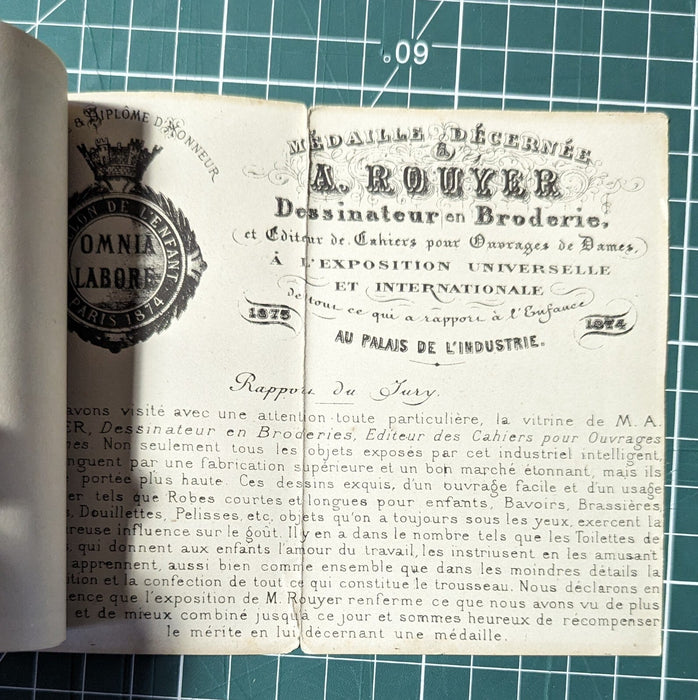 .09
& DIPLÔME D'HONNEUR
LON DE L'ENFANT
OMNIA
LABORE
PARIS 1874
MÉDAILLE DÉCERNÉE
À
A. ROUYER
Dessinateur en Broderie,
et Editeur de Cahiers pour Ouvrages de Dames,
À L'EXPOSITION UNIVERSELLE
ET INTERNATIONALE
de tout ce qui a rapport à l'Enfance
1875 1874
AU PALAIS DE L'INDUSTRIE.
Rapport du Jury.
avons visité avec une attention toute particulière, la vitrine de M. A.
ER, Dessinateur en Broderies, Editeur des Cahiers pour Ouvrages
nes. Non seulement tous les objets exposés par cet industriel intelligent,
nguent par une fabrication supérieure et un bon marché étonnant, mais ils
portée plus haute. Ces dessins exquis, d'un ouvrage facile et d'un usage
er tels que Robes courtes et longues pour enfants, Bavoirs, Brassières,
s, Douillettes, Pelisses, etc, objets qu'on a toujours sous les yeux, exercent la
reuse influence sur le goût. Il y en a dans le nombre tels que les Toilettes de
s, qui donnent aux enfants l'amour du travail, les instruisent en les amusant
apprennent, aussi bien comme ensemble que dans les moindres détails la
ition et la confection de tout ce qui constitue le trousseau. Nous déclarons en
ience que l'exposition de M. Rouyer renferme ce que nous avons vu de plus
et de mieux combiné jusqu'à ce jour et sommes heureux de récompenser
le mérite en lui décernant une médaille.